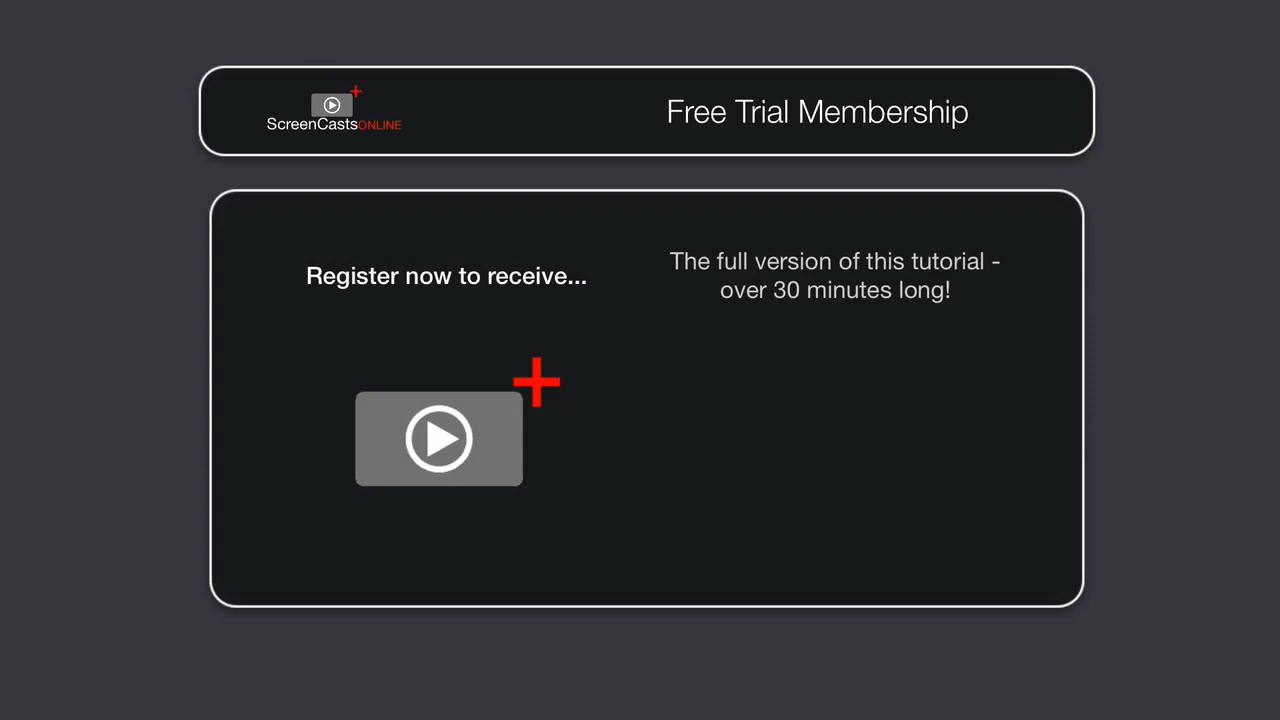 ScreenCastsONLINE
Free Trial Membership
Register now to receive...
The full version of this tutorial -
over 30 minutes long!